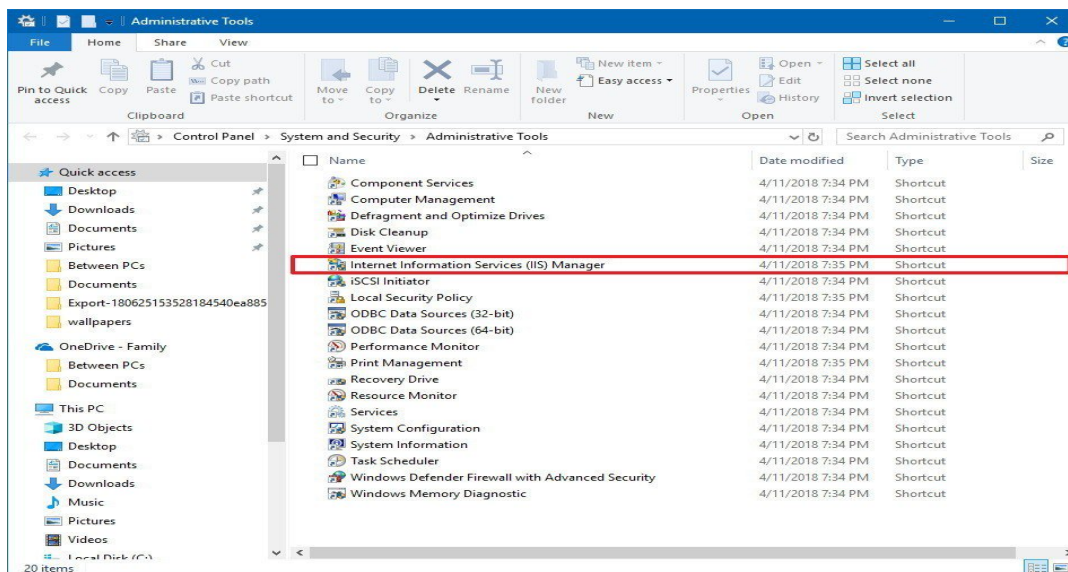 Administrative Tools
File Home Share View
Pin to Quick access
Copy
Paste
Cut
Copy path
Paste shortcut
Clipboard
Move to
Copy to
Delete
Rename
Organize
New folder
New item
Easy access
New
Properties
Open
Edit
History
Open
Select all
Select none
Invert selection
Select
Control Panel > System and Security > Administrative Tools
Search Administrative Tools
Quick access
Desktop
Downloads
Documents
Pictures
Between PCs
Documents
Export-180625153528184540ea885
wallpapers
OneDrive - Family
Between PCs
Documents
This PC
3D Objects
Desktop
Documents
Downloads
Music
Pictures
Videos
Local Disk (C:)
Name Date modified Type Size
Component Services 4/11/2018 7:34 PM Shortcut
Computer Management 4/11/2018 7:34 PM Shortcut
Defragment and Optimize Drives 4/11/2018 7:34 PM Shortcut
Disk Cleanup 4/11/2018 7:34 PM Shortcut
Event Viewer 4/11/2018 7:34 PM Shortcut
Internet Information Services (IIS) Manager 4/11/2018 7:35 PM Shortcut
iSCSI Initiator 4/11/2018 7:34 PM Shortcut
Local Security Policy 4/11/2018 7:35 PM Shortcut
ODBC Data Sources (32-bit) 4/11/2018 7:34 PM Shortcut
ODBC Data Sources (64-bit) 4/11/2018 7:34 PM Shortcut
Performance Monitor 4/11/2018 7:34 PM Shortcut
Print Management 4/11/2018 7:35 PM Shortcut
Recovery Drive 4/11/2018 7:34 PM Shortcut
Resource Monitor 4/11/2018 7:34 PM Shortcut
Services 4/11/2018 7:34 PM Shortcut
System Configuration 4/11/2018 7:34 PM Shortcut
System Information 4/11/2018 7:34 PM Shortcut
Task Scheduler 4/11/2018 7:34 PM Shortcut
Windows Defender Firewall with Advanced Security 4/11/2018 7:34 PM Shortcut
Windows Memory Diagnostic 4/11/2018 7:34 PM Shortcut
20 items